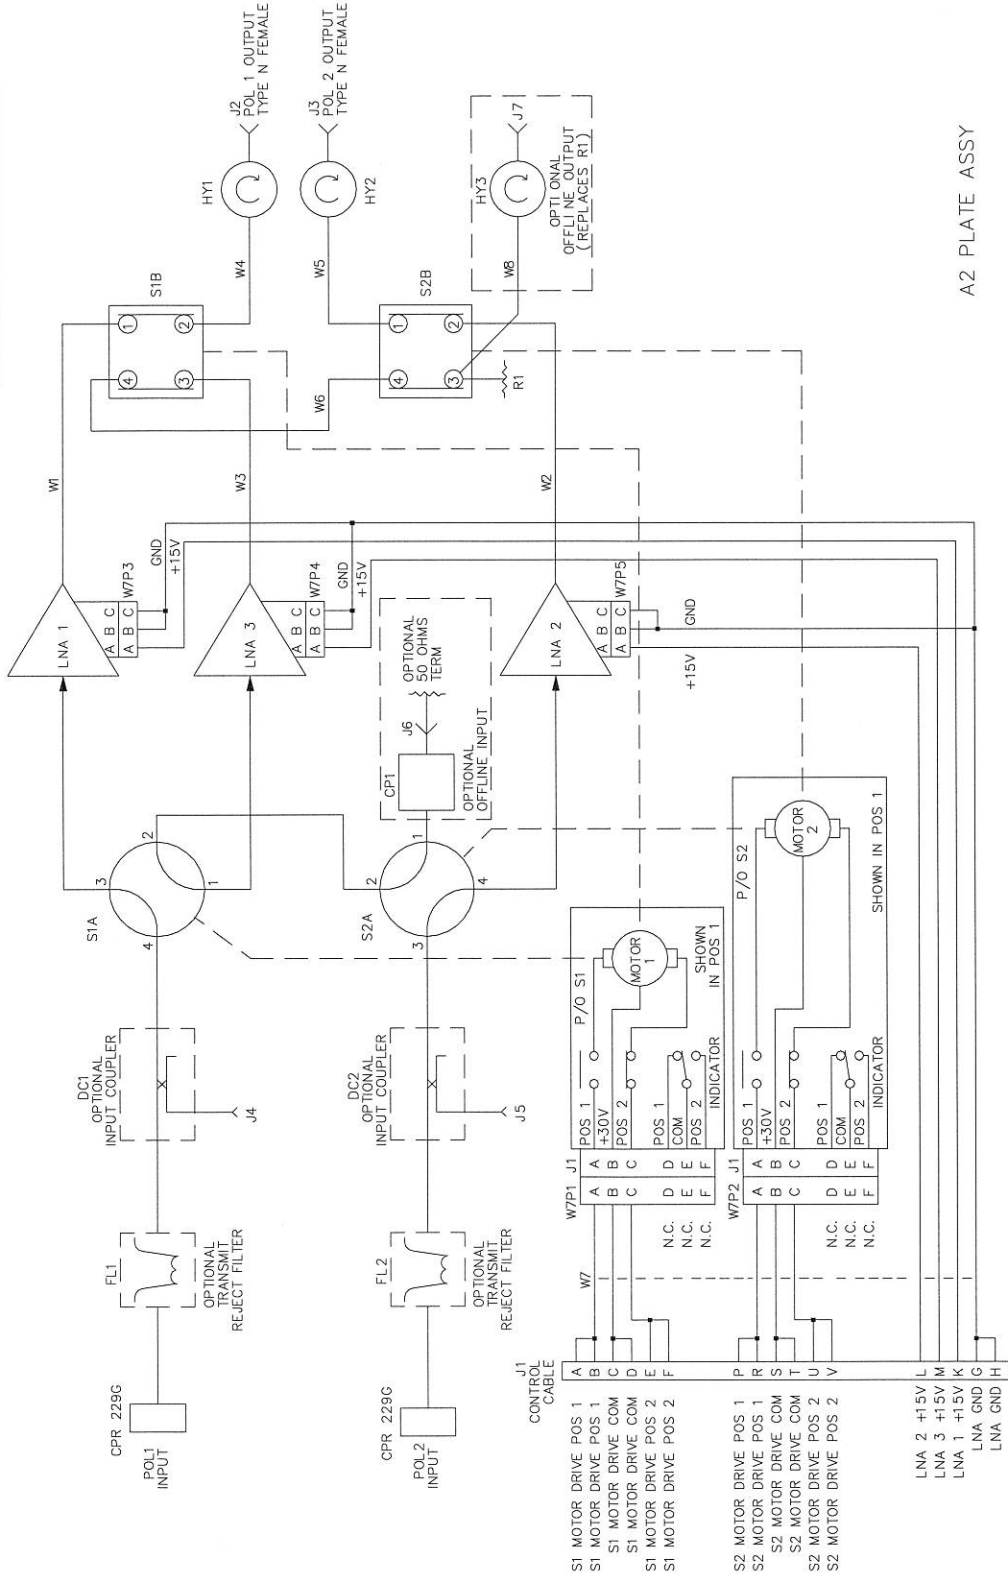 CPR 229G
POL1
INPUT
FL1
OPTIONAL
TRANSMIT
REJECT FILTER
DC1
OPTIONAL
INPUT COUPLER
J4
S1A
4
3
2
1
LNA 1
A B C
A B C
W7P3
GND
+15V
W1
LNA 3
A B C
A B C
W7P4
GND
+15V
W3
S1B
4
1
3
2
W4
HY1
J2
POL 1 OUTPUT
TYPE N FEMALE
W5
HY2
J3
POL 2 OUTPUT
TYPE N FEMALE
W6
S2B
4
1
3
2
R1
W8
HY3
J7
OPTIONAL
OFFLINE OUTPUT
(REPLACES R1)
CPR 229G
POL2
INPUT
FL2
OPTIONAL
TRANSMIT
REJECT FILTER
DC2
OPTIONAL
INPUT COUPLER
J5
S2A
3
2
1
4
CP1
J6
OPTIONAL
50 OHMS
TERM
OPTIONAL
OFFLINE INPUT
LNA 2
A B C
A B C
W7P5
+15V
GND
W2
J1
CONTROL
CABLE
S1 MOTOR DRIVE POS 1 A
S1 MOTOR DRIVE POS 1 B
S1 MOTOR DRIVE COM C
S1 MOTOR DRIVE COM D
S1 MOTOR DRIVE POS 2 E
S1 MOTOR DRIVE POS 2 F
S2 MOTOR DRIVE POS 1 P
S2 MOTOR DRIVE POS 1 R
S2 MOTOR DRIVE COM S
S2 MOTOR DRIVE COM T
S2 MOTOR DRIVE POS 2 U
S2 MOTOR DRIVE POS 2 V
LNA 2 +15V L
LNA 3 +15V M
LNA 1 +15V K
LNA GND G
LNA GND H
W7
W7P1 J1
A A POS 1
B B +30V
C C POS 2
N.C. D D POS 1
N.C. E E COM
N.C. F F POS 2
INDICATOR
P/O S1
MOTOR
1
SHOWN
IN POS 1
W7P2 J1
A A POS 1
B B +30V
C C POS 2
N.C. D D POS 1
N.C. E E COM
N.C. F F POS 2
INDICATOR
P/O S2
MOTOR
2
SHOWN IN POS 1
A2 PLATE ASSY